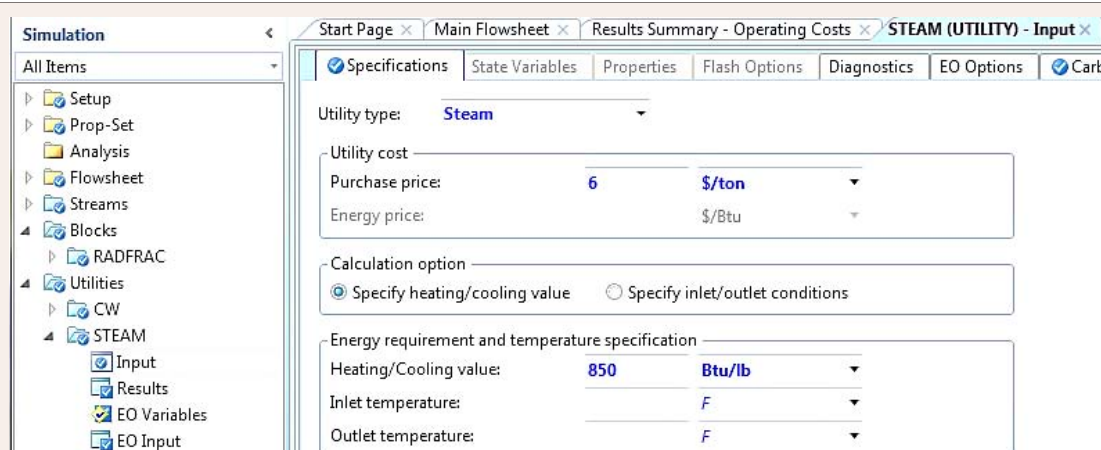 Simulation
All Items
Setup
Prop-Set
Analysis
Flowsheet
Streams
Blocks
RADFRAC
Utilities
CW
STEAM
Input
Results
EO Variables
EO Input
Start Page Main Flowsheet Results Summary - Operating Costs STEAM (UTILITY) - Input
Specifications State Variables Properties Flash Options Diagnostics EO Options
Utility type: Steam
Utility cost
Purchase price: 6 $/ton
Energy price: $/Btu
Calculation option
Specify heating/cooling value Specify inlet/outlet conditions
Energy requirement and temperature specification
Heating/Cooling value: 850 Btu/lb
Inlet temperature: F
Outlet temperature: F